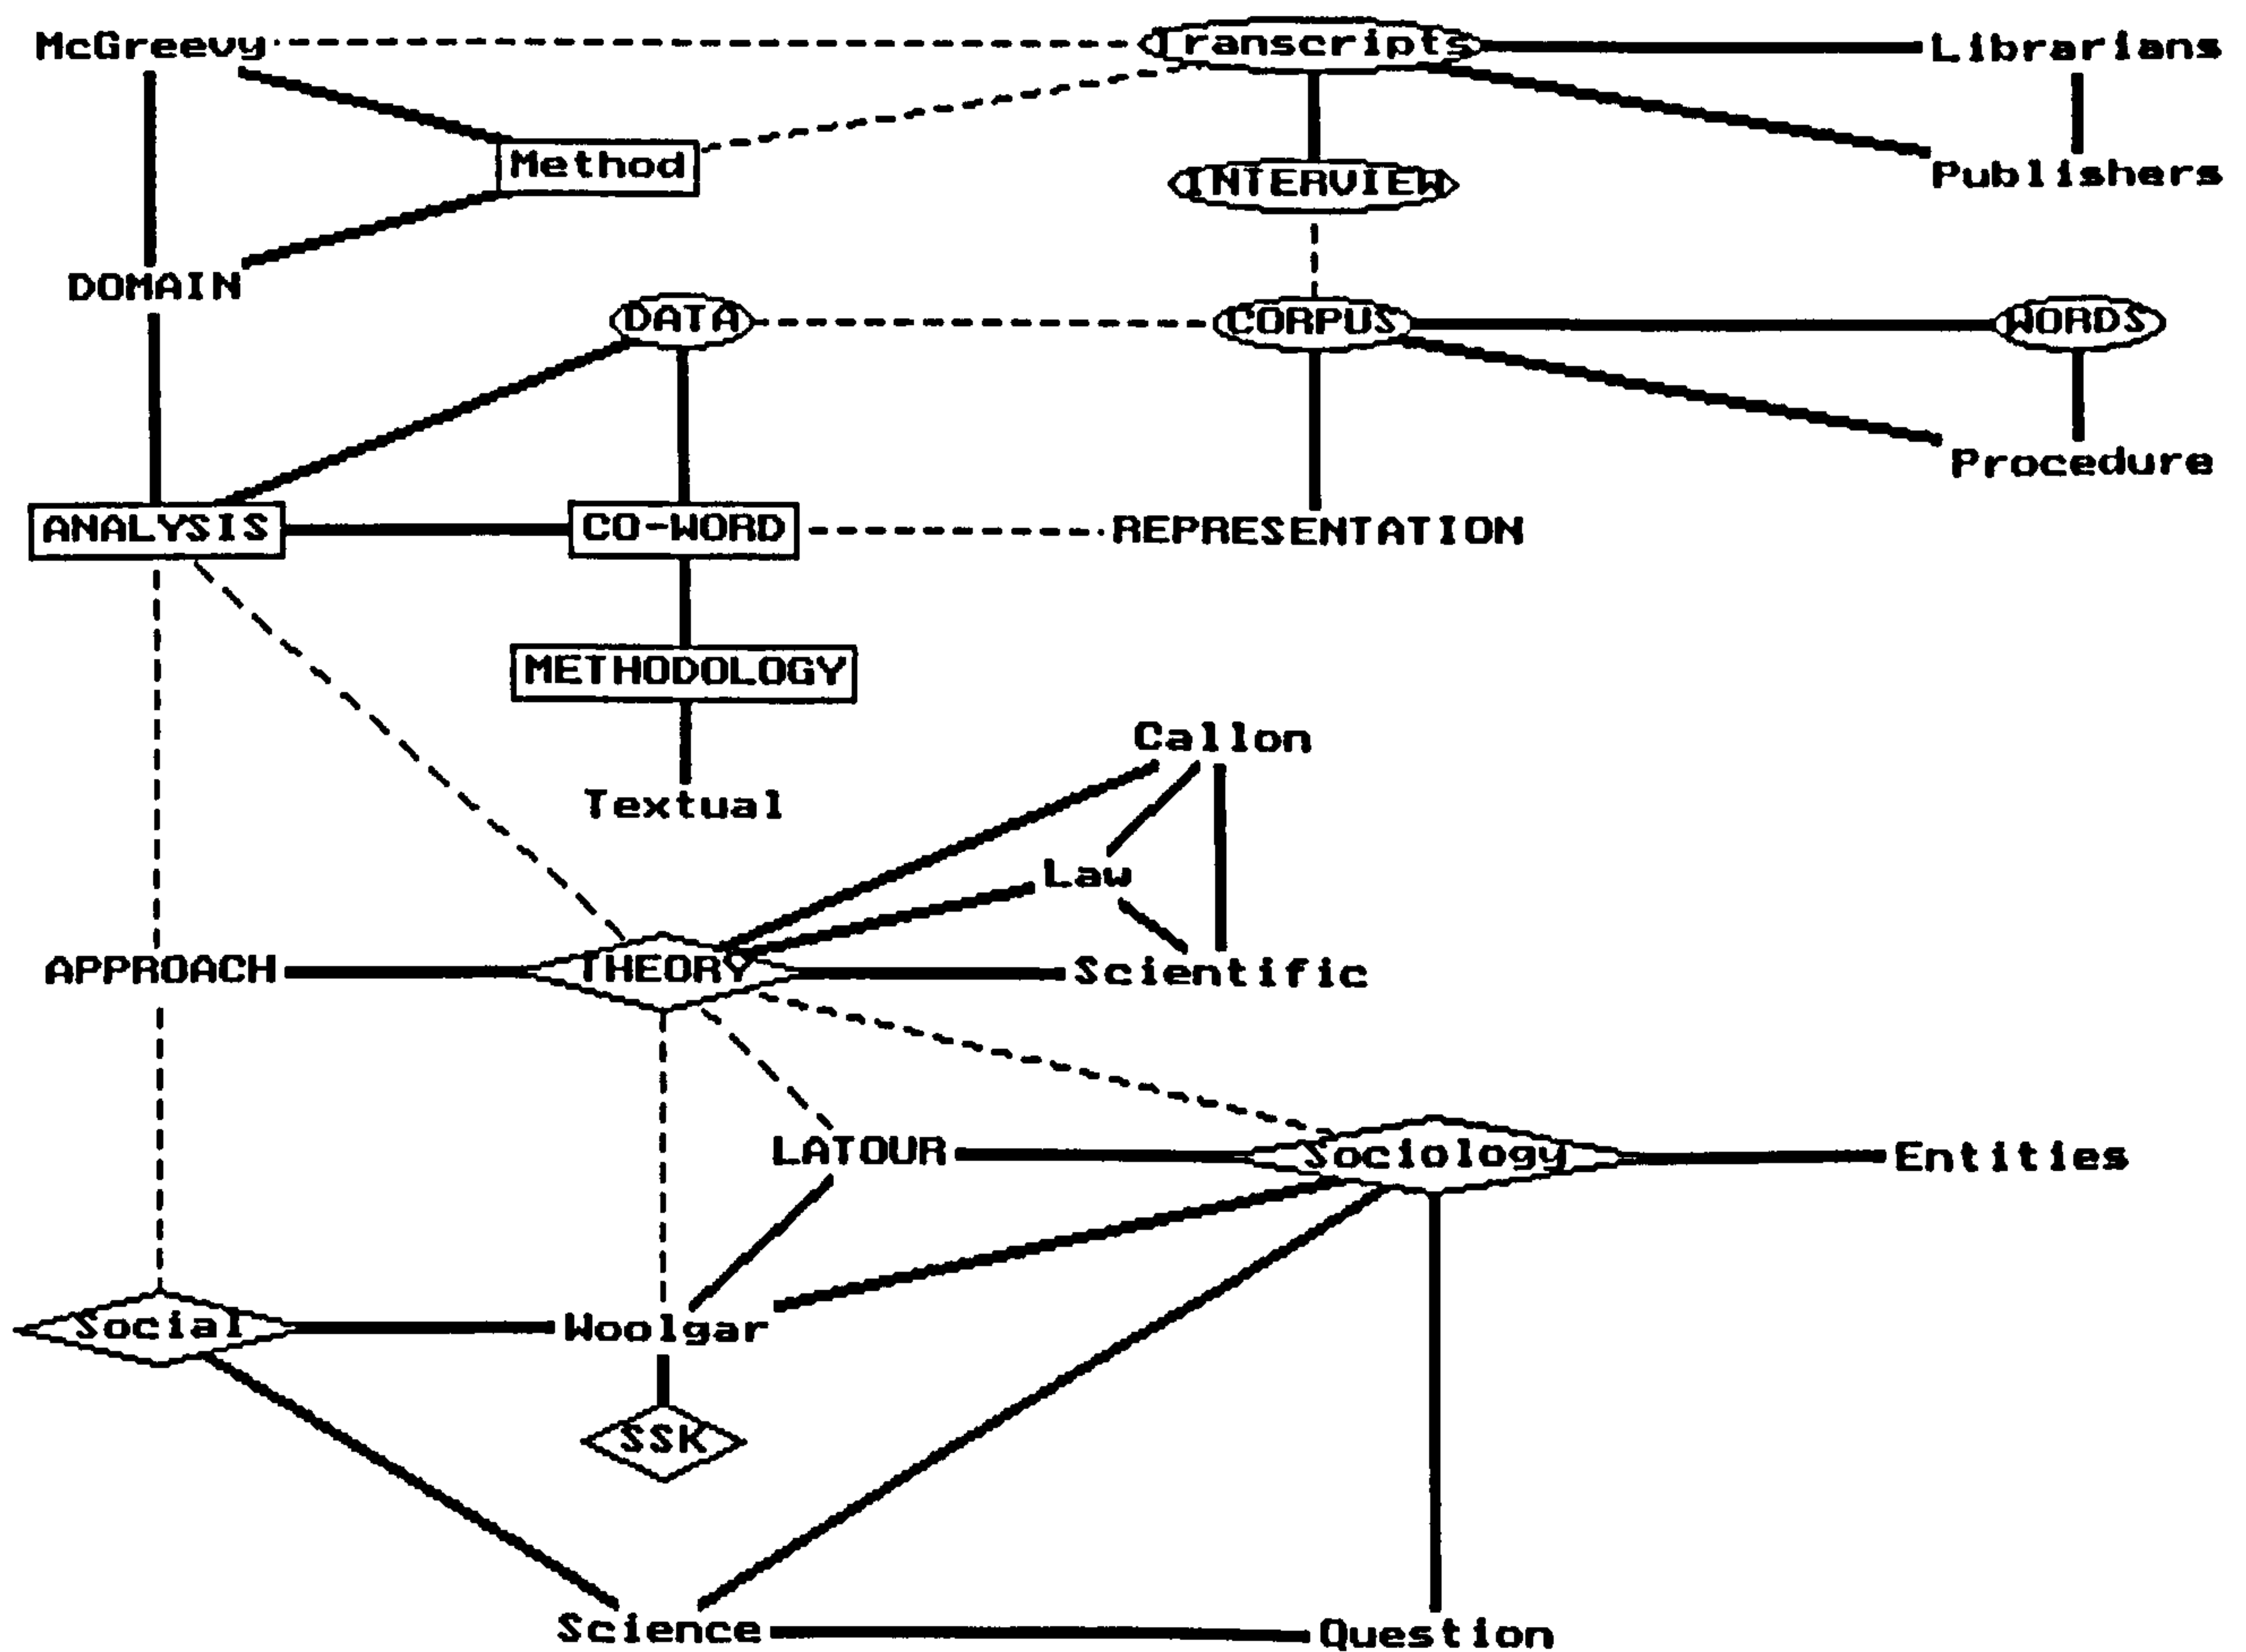 McGreevy
Transcripts
Librarians
Method
Publishers
INTERVIEW
DOMAIN
DATA
CORPUS
WORDS
Procedure
ANALYSIS
CO-WORD
REPRESENTATION
METHODOLOGY
Callon
Textual
Law
APPROACH
THEORY
Scientific
LATOUR
Sociology
Entities
Social
Woolgar
SSK
Science
Question